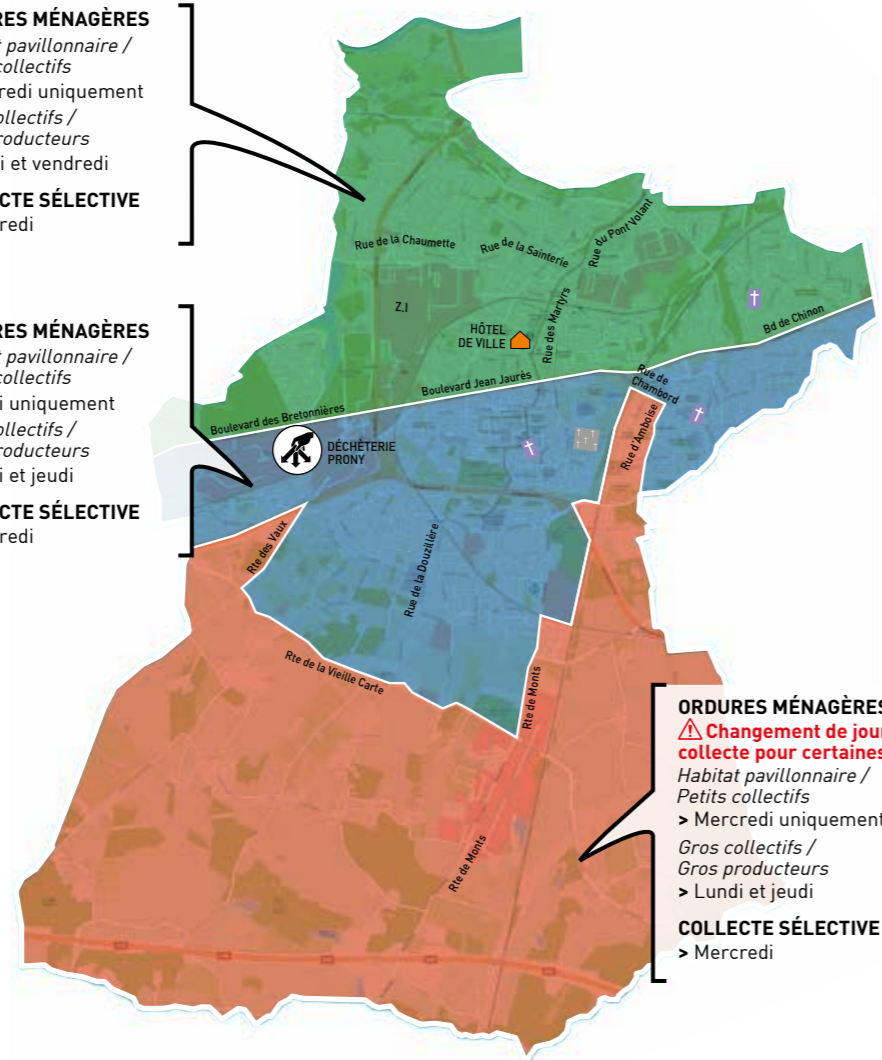 RES MÉNAGÈRES
t pavillonnaire /
collectifs
redi uniquement
ollectifs /
roducteurs
i et vendredi
CTE SÉLECTIVE
redi
Rue de la Chaumette
Rue de la Sainterie
Rue du Pont Volant
Z.I
HÔTEL
DE VILLE
Rue des Martyrs
Bd de Chinon
RES MÉNAGÈRES
t pavillonnaire /
collectifs
i uniquement
ollectifs /
roducteurs
i et jeudi
CTE SÉLECTIVE
redi
Boulevard des Bretonnières
Boulevard Jean Jaurès
Rue de
Chambord
Rue d'Amboise
DÉCHÈTERIE
PRONY
Rte des Vaux
Rue de la Douzillère
Rte de la Vieille Carte
Rte de Monts
Rte de Monts
ORDURES MÉNAGÈRES
Changement de jour
collecte pour certaines
Habitat pavillonnaire /
Petits collectifs
> Mercredi uniquement
Gros collectifs /
Gros producteurs
> Lundi et jeudi
COLLECTE SÉLECTIVE
> Mercredi